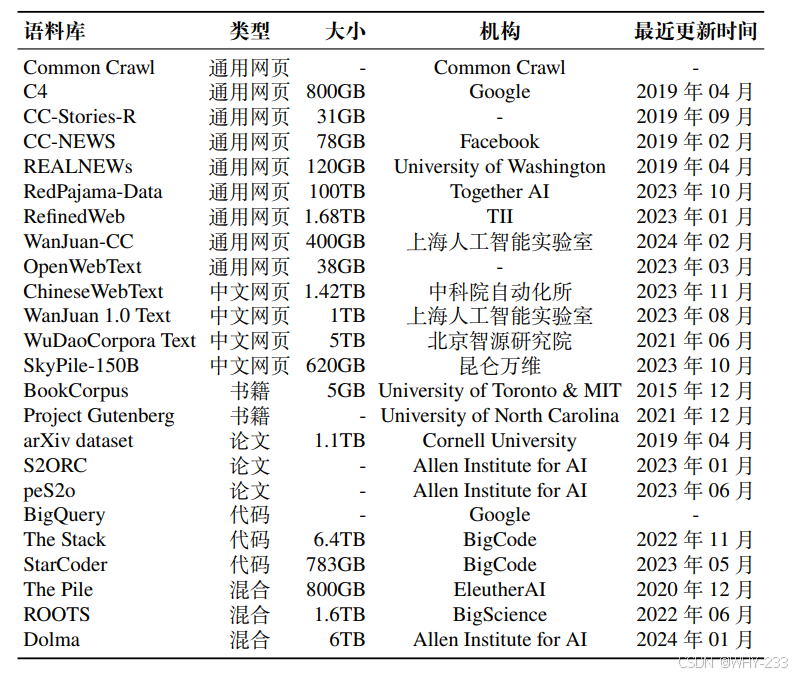 语料库 类型 大小 机构 最近更新时间
Common Crawl 通用网页 - Common Crawl -
C4 通用网页 800GB Google 2019 年 04 月
CC-Stories-R 通用网页 31GB - 2019 年 09 月
CC-NEWS 通用网页 78GB Facebook 2019 年 02 月
REALNEWs 通用网页 120GB University of Washington 2019 年 04 月
RedPajama-Data 通用网页 100TB Together AI 2023 年 10 月
RefinedWeb 通用网页 1.68TB TII 2023 年 01 月
WanJuan-CC 通用网页 400GB 上海人工智能实验室 2024 年 02 月
OpenWebText 通用网页 38GB - 2023 年 03 月
ChineseWebText 中文网页 1.42TB 中科院自动化所 2023 年 11 月
WanJuan 1.0 Text 中文网页 1TB 上海人工智能实验室 2023 年 08 月
WuDaoCorpora Text 中文网页 5TB 北京智源研究院 2021 年 06 月
SkyPile-150B 中文网页 620GB 昆仑万维 2023 年 10 月
BookCorpus 书籍 5GB University of Toronto & MIT 2015 年 12 月
Project Gutenberg 书籍 - University of North Carolina 2021 年 12 月
arXiv dataset 论文 1.1TB Cornell University 2019 年 04 月
S2ORC 论文 - Allen Institute for AI 2023 年 01 月
peS2o 论文 - Allen Institute for AI 2023 年 06 月
BigQuery 代码 - Google -
The Stack 代码 6.4TB BigCode 2022 年 11 月
StarCoder 代码 783GB BigCode 2023 年 05 月
The Pile 混合 800GB EleutherAI 2020 年 12 月
ROOTS 混合 1.6TB BigScience 2022 年 06 月
Dolma 混合 6TB Allen Institute for AI 2024 年 01 月
CSDN @WHY-233